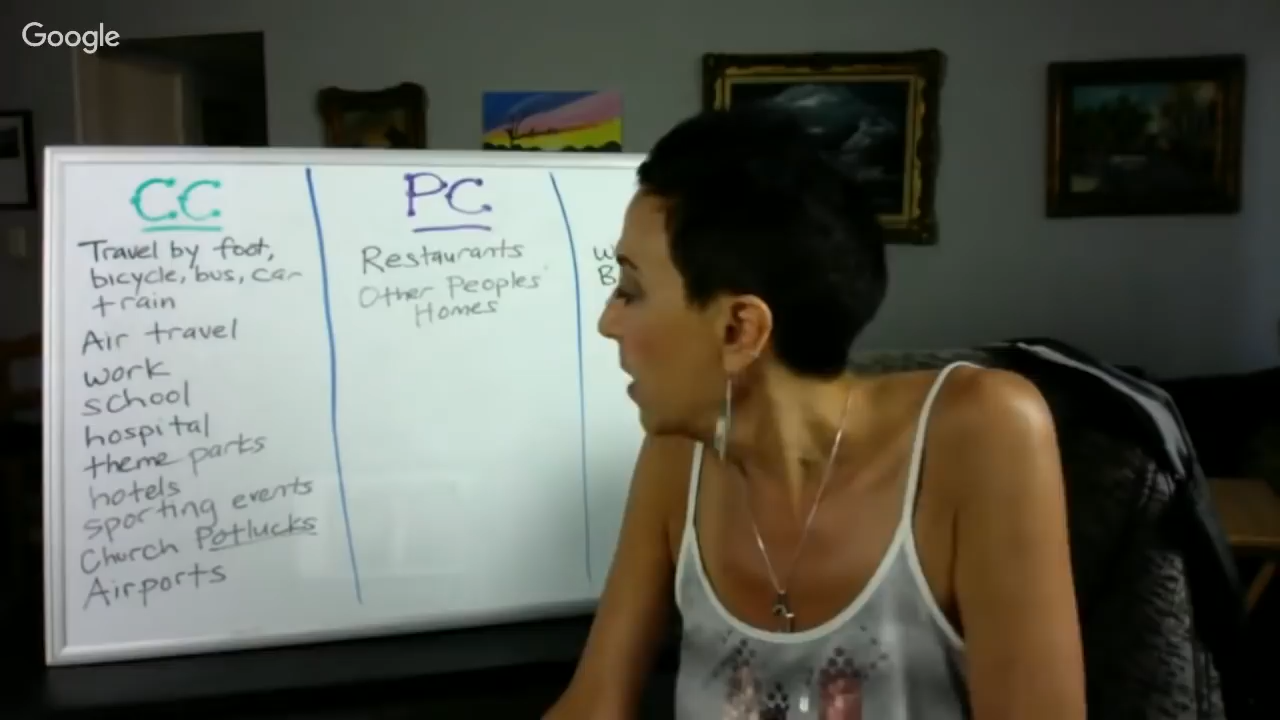 Google
CC
Travel by foot,
bicycle, bus, car
train
Air travel
work
school
hospital
theme parks
hotels
sporting events
Church Potlucks
Airports
PC
Restaurants
Other Peoples'
Homes